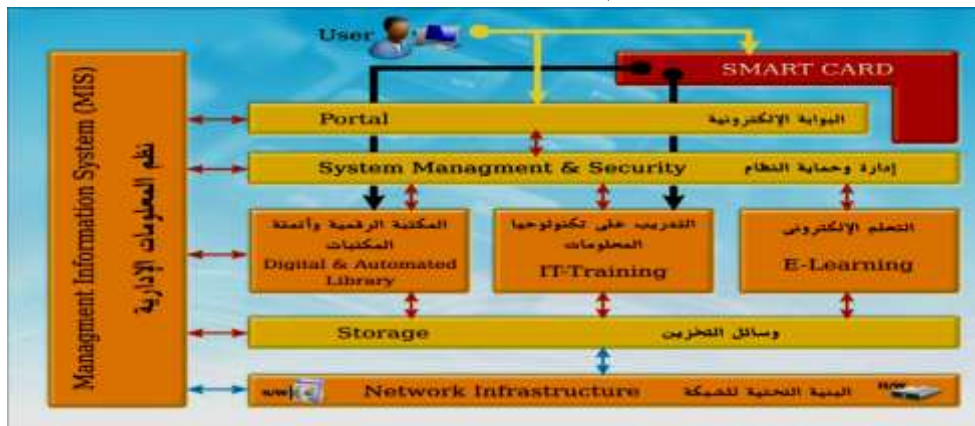 User
SMART CARD
Managment Information System (MIS)
نظم المعلومات الإدارية
Portal
البوابة الإلكترونية
System Managment & Security
إدارة وحماية النظام
المكتبة الرقمية وأتمتة
المكتبات
Digital & Automated
Library
التدريب على تكنولوجيا
المعلومات
IT-Training
التعلم الإلكترونى
E-Learning
Storage
وسائل التخزين
Network Infrastructure
البنية التحتية للشبكة
H/W